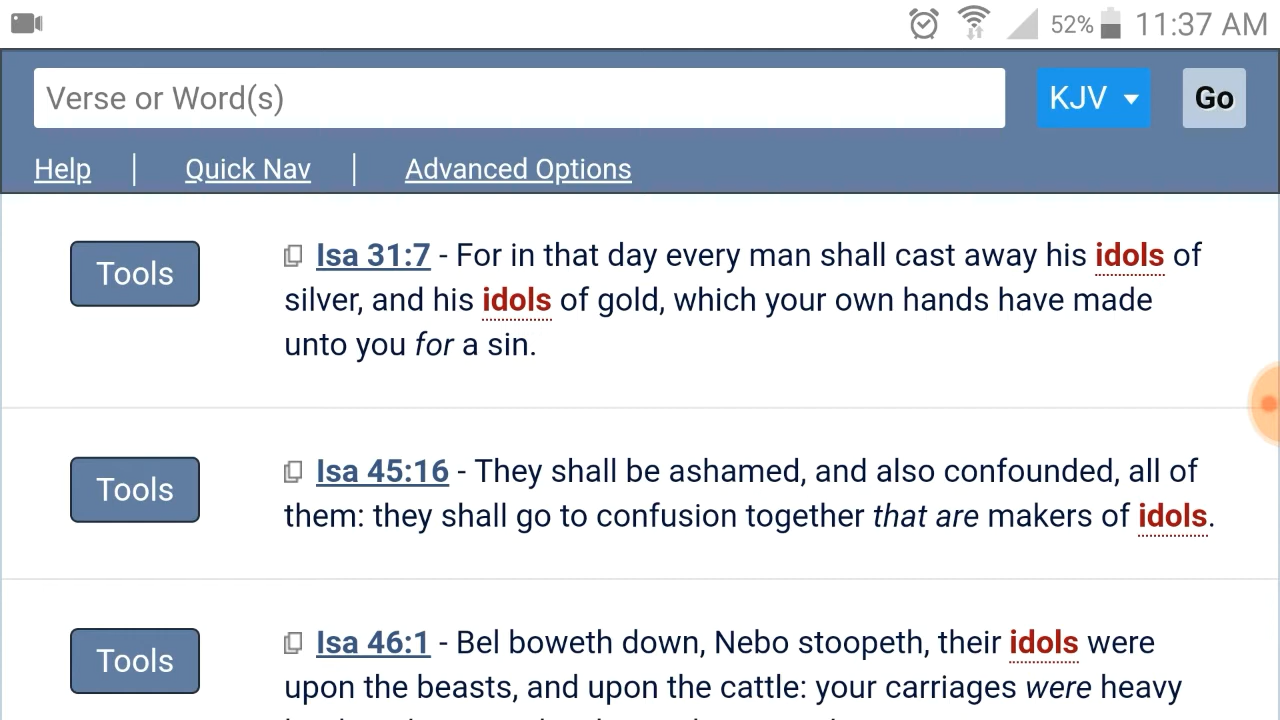 52% 11:37 AM
Verse or Word(s) KJV Go
Help | Quick Nav | Advanced Options
Tools Isa 31:7 - For in that day every man shall cast away his idols of
silver, and his idols of gold, which your own hands have made
unto you for a sin.
Tools Isa 45:16 - They shall be ashamed, and also confounded, all of
them: they shall go to confusion together that are makers of idols.
Tools Isa 46:1 - Bel boweth down, Nebo stoopeth, their idols were
upon the beasts, and upon the cattle: your carriages were heavy